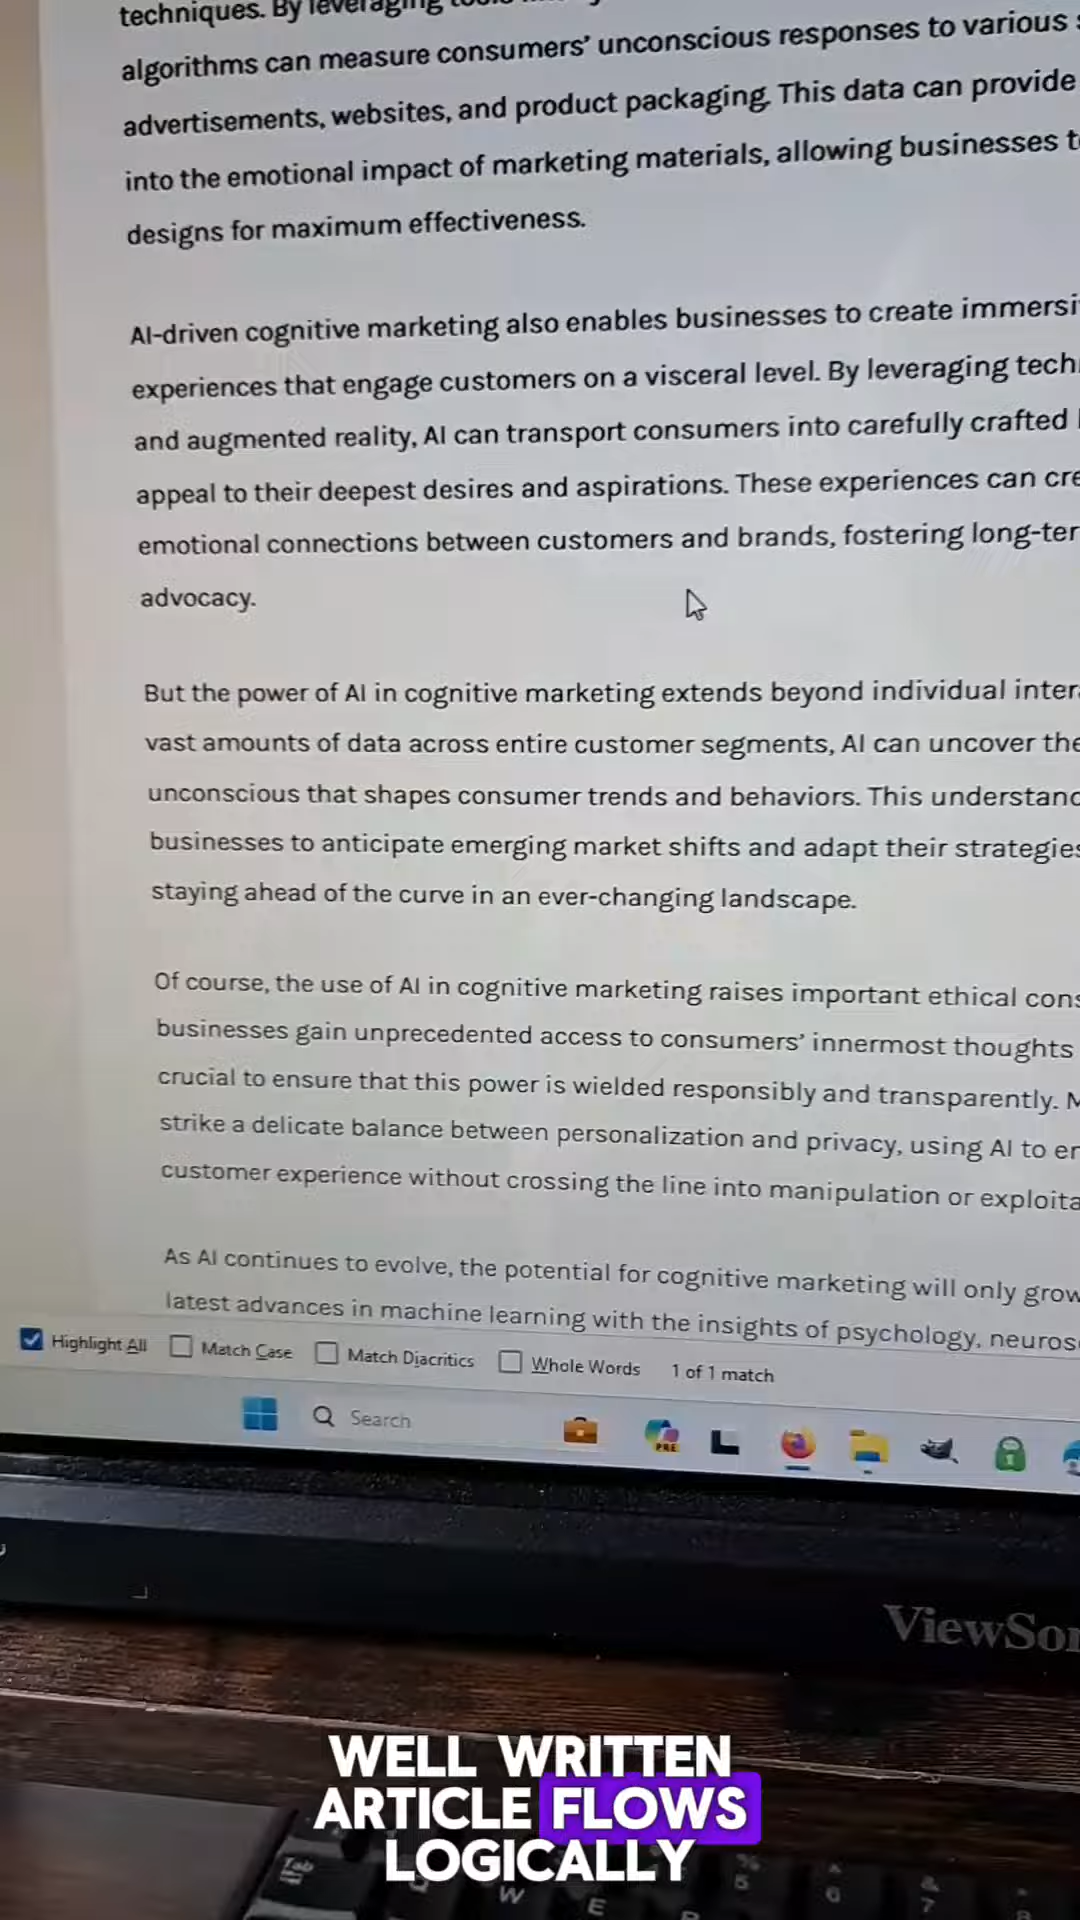 techniques. By leveraging
algorithms can measure consumers' unconscious responses to various
advertisements, websites, and product packaging. This data can provide
into the emotional impact of marketing materials, allowing businesses
designs for maximum effectiveness.
AI-driven cognitive marketing also enables businesses to create immersi
experiences that engage customers on a visceral level. By leveraging tech
and augmented reality, AI can transport consumers into carefully crafted
appeal to their deepest desires and aspirations. These experiences can cre
emotional connections between customers and brands, fostering long-ter
advocacy.
But the power of AI in cognitive marketing extends beyond individual inter
vast amounts of data across entire customer segments, AI can uncover the
unconscious that shapes consumer trends and behaviors. This understand
businesses to anticipate emerging market shifts and adapt their strategies
staying ahead of the curve in an ever-changing landscape.
Of course, the use of AI in cognitive marketing raises important ethical cons
businesses gain unprecedented access to consumers' innermost thoughts
crucial to ensure that this power is wielded responsibly and transparently. M
strike a delicate balance between personalization and privacy, using AI to en
customer experience without crossing the line into manipulation or exploita
As AI continues to evolve, the potential for cognitive marketing will only grow
latest advances in machine learning with the insights of psychology, neuros
Highlight All Match Case Match Diacritics Whole Words 1 of 1 match
Search
PRE
ViewSon
WELL WRITTEN
ARTICLE FLOWS
LOGICALLY
Tab
W
E
5
6
7